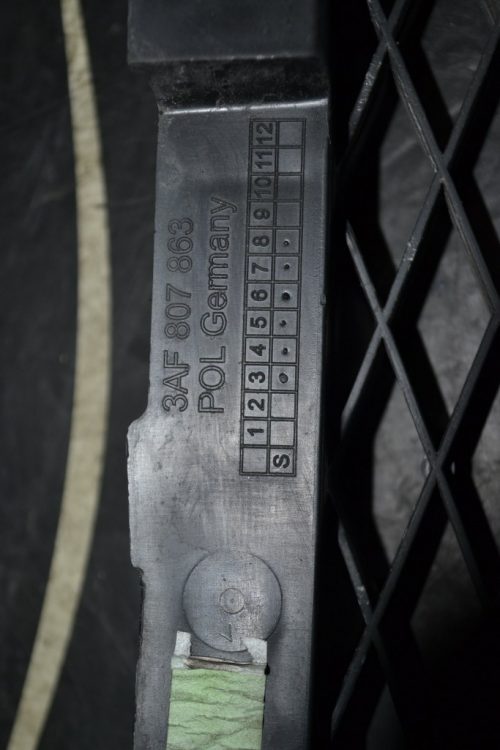 3AF 807 863
POL Germany
1 2 3 4 5 6 7 8 9 10 11 12
S